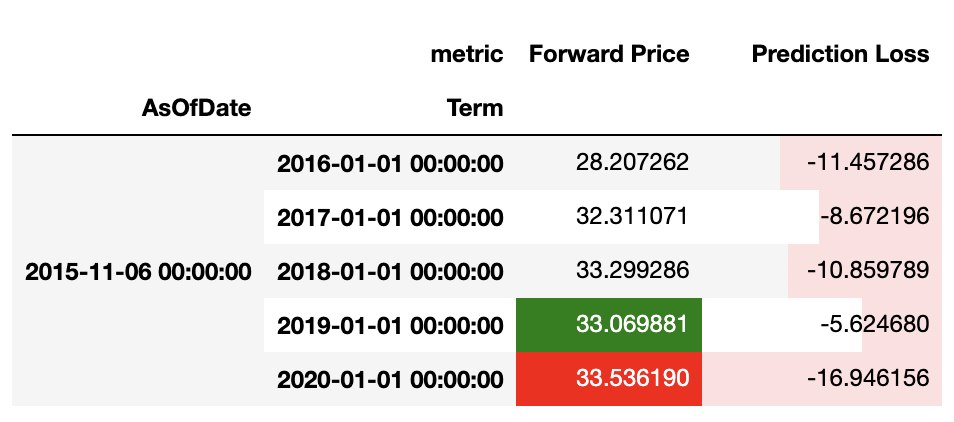 metric Forward Price Prediction Loss
AsOfDate Term
2016-01-01 00:00:00 28.207262 -11.457286
2017-01-01 00:00:00 32.311071 -8.672196
2015-11-06 00:00:00 2018-01-01 00:00:00 33.299286 -10.859789
2019-01-01 00:00:00 33.069881 -5.624680
2020-01-01 00:00:00 33.536190 -16.946156